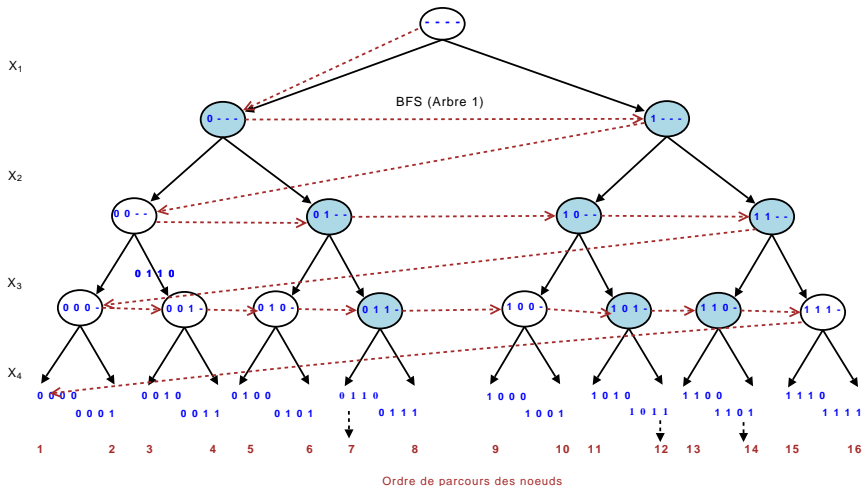 - - - -
X₁
BFS (Arbre 1)
0 - - -
1 - - -
X₂
0 0 - -
0 1 - -
1 0 - -
1 1 - -
0 1 1 0
X₃
0 0 0 -
0 0 1 -
0 1 0 -
0 1 1 -
1 0 0 -
1 0 1 -
1 1 0 -
1 1 1 -
X₄
0 0 0 0
0 0 1 0
0 1 0 0
0 1 1 0
1 0 0 0
1 0 1 0
1 1 0 0
1 1 1 0
0 0 0 1
0 0 1 1
0 1 0 1
0 1 1 1
1 0 0 1
1 0 1 1
1 1 0 1
1 1 1 1
1 2 3 4 5 6 7 8 9 10 11 12 13 14 15 16
Ordre de parcours des noeuds